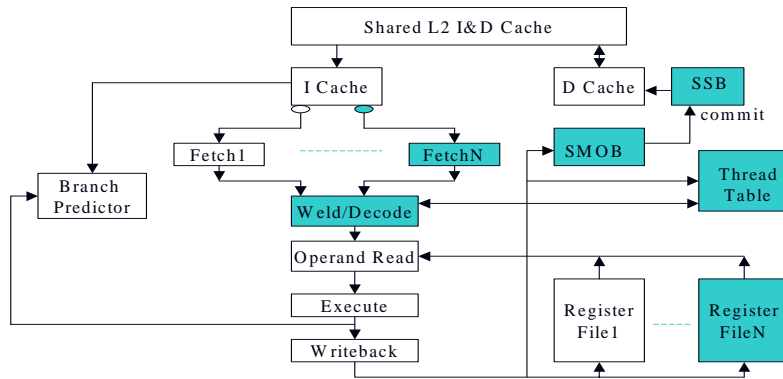 Shared L2 I&D Cache
I Cache
D Cache
SSB
commit
Fetch1
FetchN
SMOB
Branch
Predictor
Thread
Table
Weld/Decode
Operand Read
Execute
Register
File1
Register
FileN
Writeback